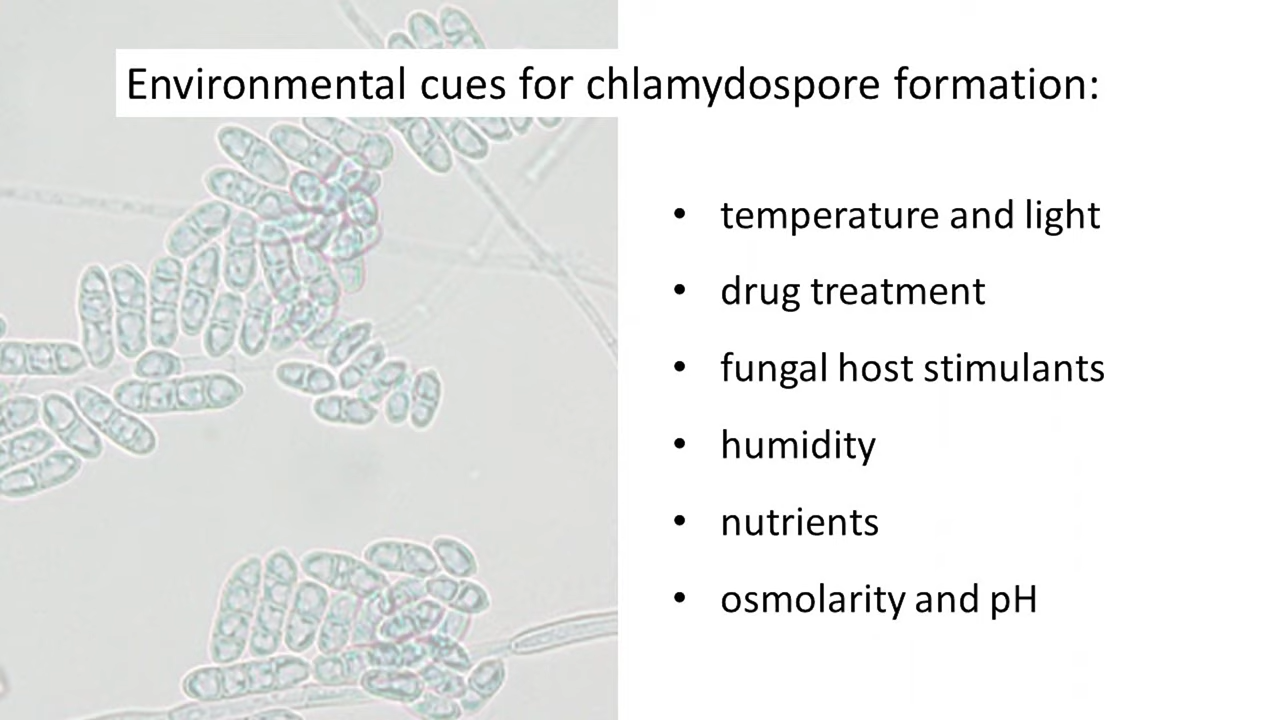 Environmental cues for chlamydospore formation:
• temperature and light
• drug treatment
• fungal host stimulants
• humidity
• nutrients
• osmolarity and pH